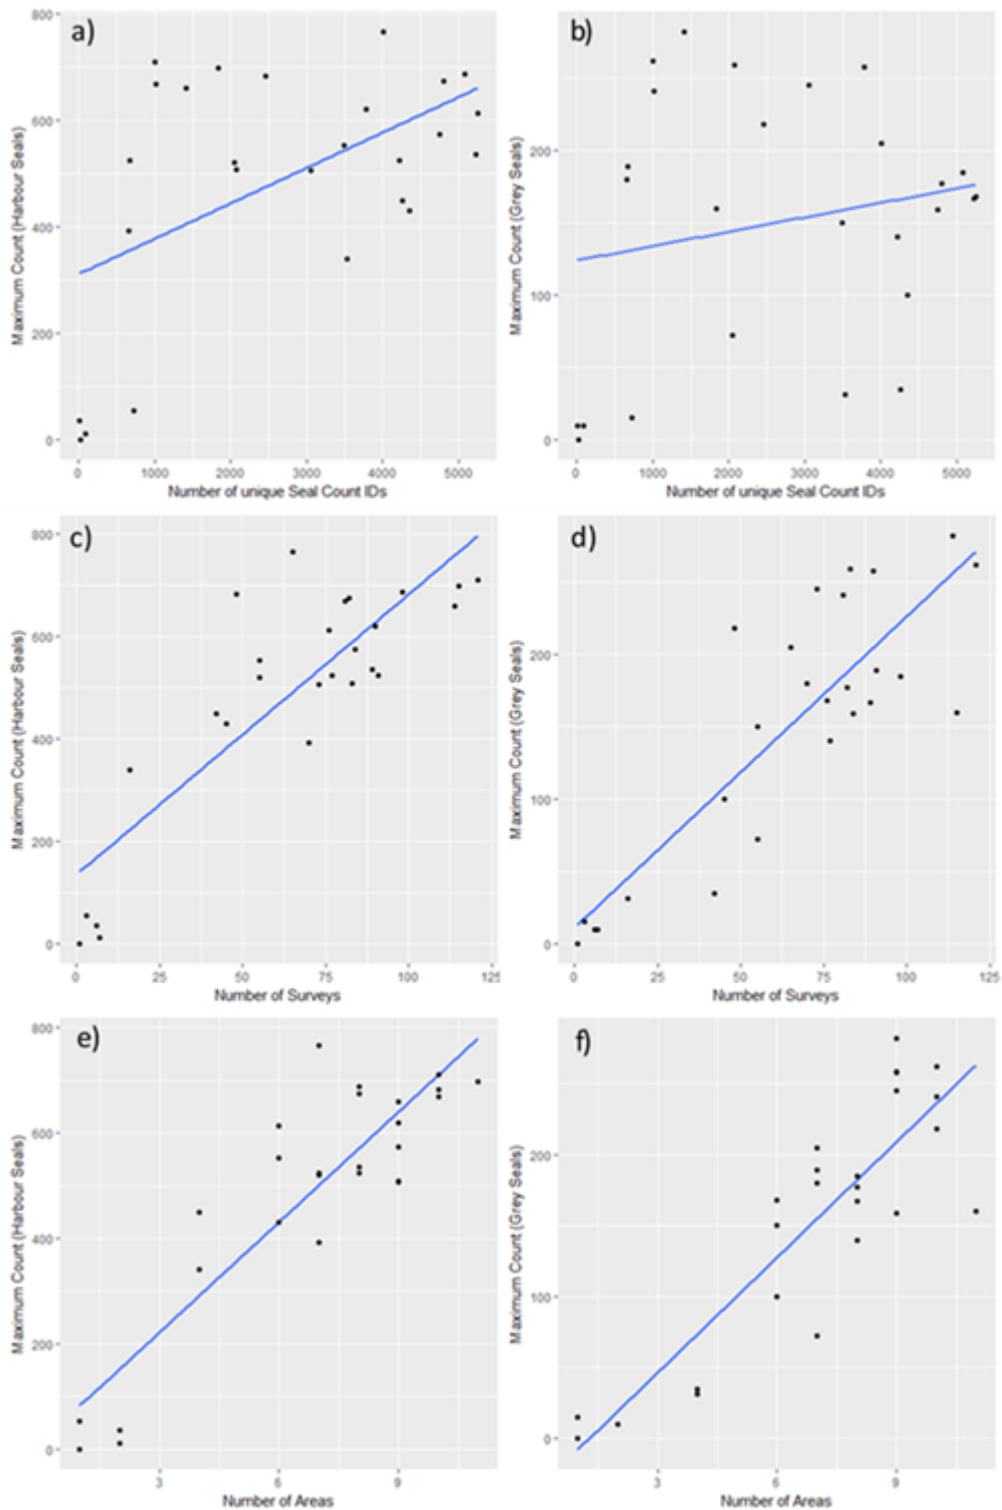 a)
Maximum Count (Harbour Seals)
800
600
400
200
0
0 1000 2000 3000 4000 5000
Number of unique Seal Count IDs
b)
Maximum Count (Grey Seals)
200
100
0
0 1000 2000 3000 4000 5000
Number of unique Seal Count IDs
c)
Maximum Count (Harbour Seals)
800
600
400
200
0
0 25 50 75 100 125
Number of Surveys
d)
Maximum Count (Grey Seals)
200
100
0
0 25 50 75 100 125
Number of Surveys
e)
Maximum Count (Harbour Seals)
800
600
400
200
0
3 6 9
Number of Areas
f)
Maximum Count (Grey Seals)
200
100
0
3 6 9
Number of Areas